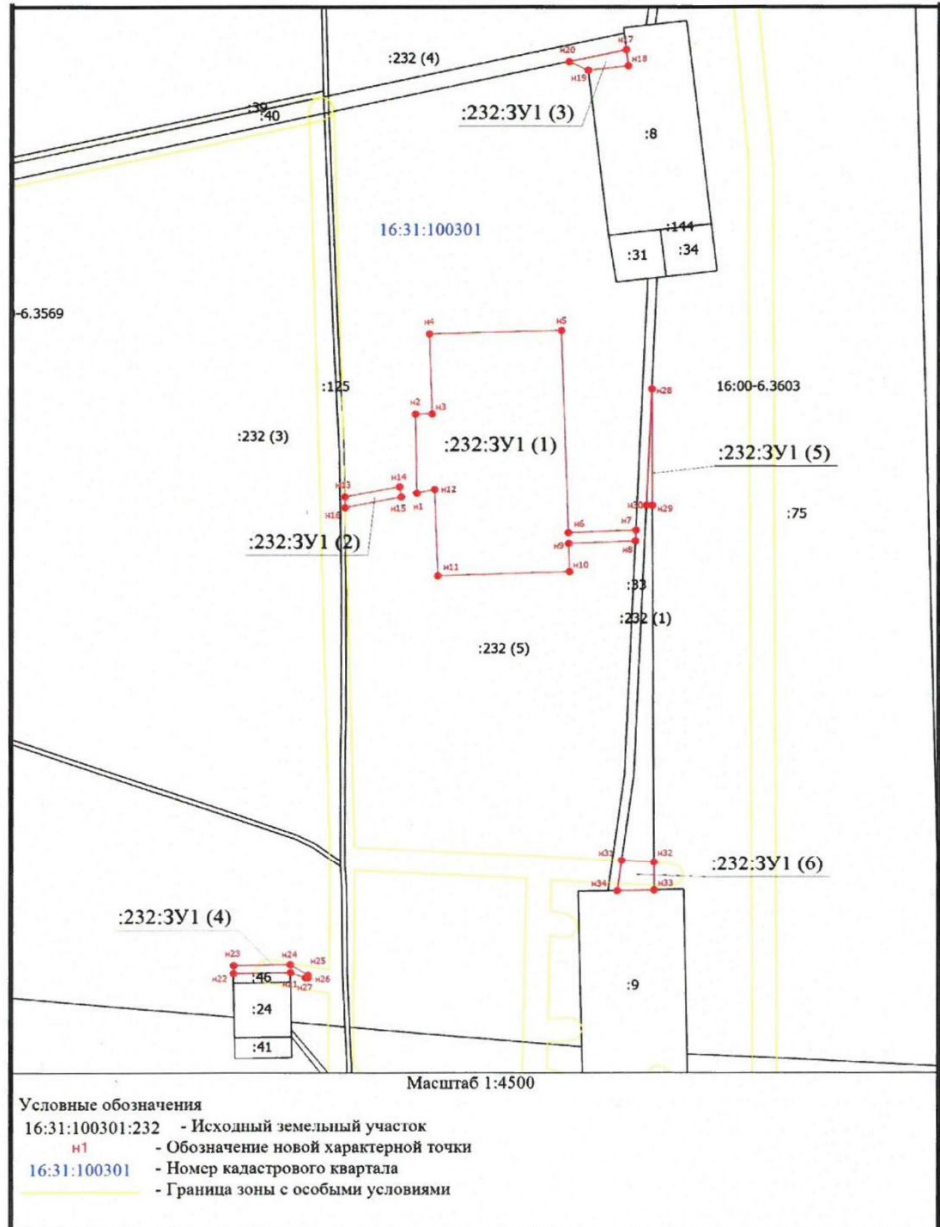 н17
:232 (4)
н20
н18
н19
:39
:40
:232:ЗУ1 (3)
:8
16:31:100301
:144
:31
:34
-6.3569
н4
н5
:125
н28
16:00-6.3603
н2
н3
:232 (3)
:232:ЗУ1 (1)
:232:ЗУ1 (5)
н14
н13
н12
н1
н15
н16
н30
н29
:75
н6
н7
:232:ЗУ1 (2)
н9
н8
н10
н11
:33
:232 (1)
:232 (5)
н31
н32
:232:ЗУ1 (6)
н34
н33
:232:ЗУ1 (4)
н23
н24
н25
н22
:46
н21
н26
н27
:9
:24
:41
Масштаб 1:4500
Условные обозначения
16:31:100301:232 - Исходный земельный участок
н1 - Обозначение новой характерной точки
16:31:100301 - Номер кадастрового квартала
- Граница зоны с особыми условиями